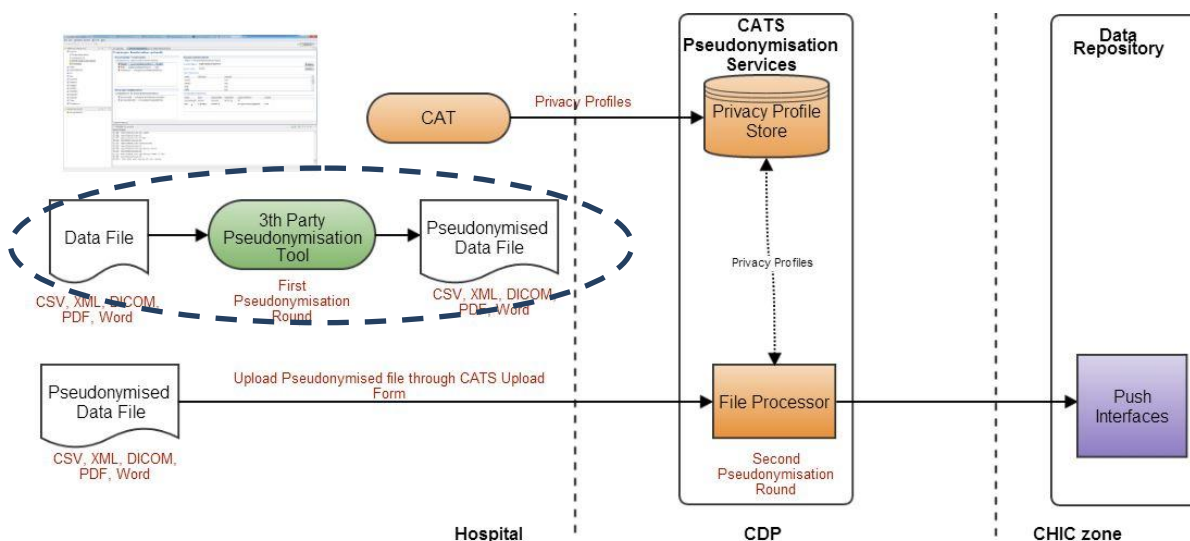 CATS
Pseudonymisation
Services
Data
Repository
CAT
Privacy Profiles
Privacy Profile
Store
Data File
3th Party
Pseudonymisation
Tool
Pseudonymised
Data File
CSV, XML, DICOM,
PDF, Word
First
Pseudonymisation
Round
CSV, XML, DICOM,
PDF, Word
Privacy Profiles
Pseudonymised
Data File
Upload Pseudonymised file through CATS Upload
Form
File Processor
Push
Interfaces
CSV, XML, DICOM,
PDF, Word
Second
Pseudonymisation
Round
Hospital
CDP
CHIC zone